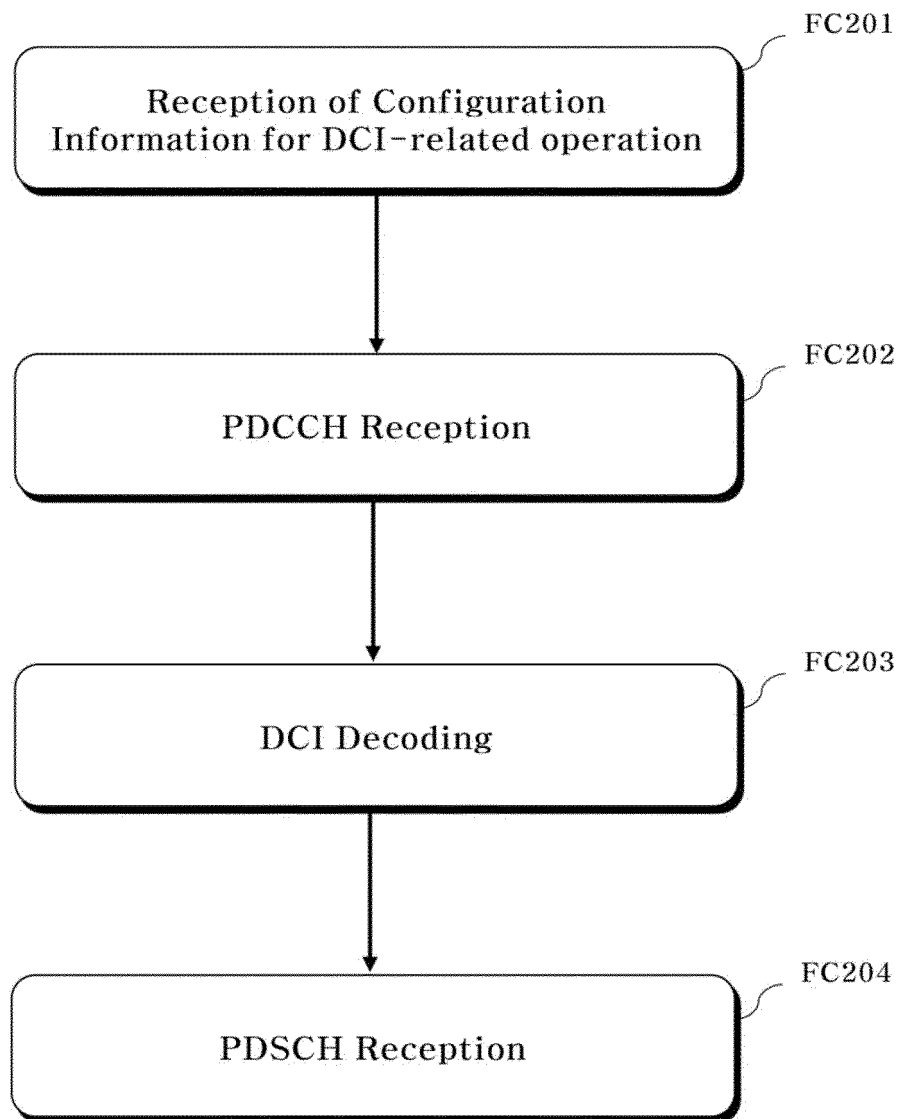 FC201
Reception of Configuration
Information for DCI-related operation
FC202
PDCCH Reception
FC203
DCI Decoding
FC204
PDSCH Reception